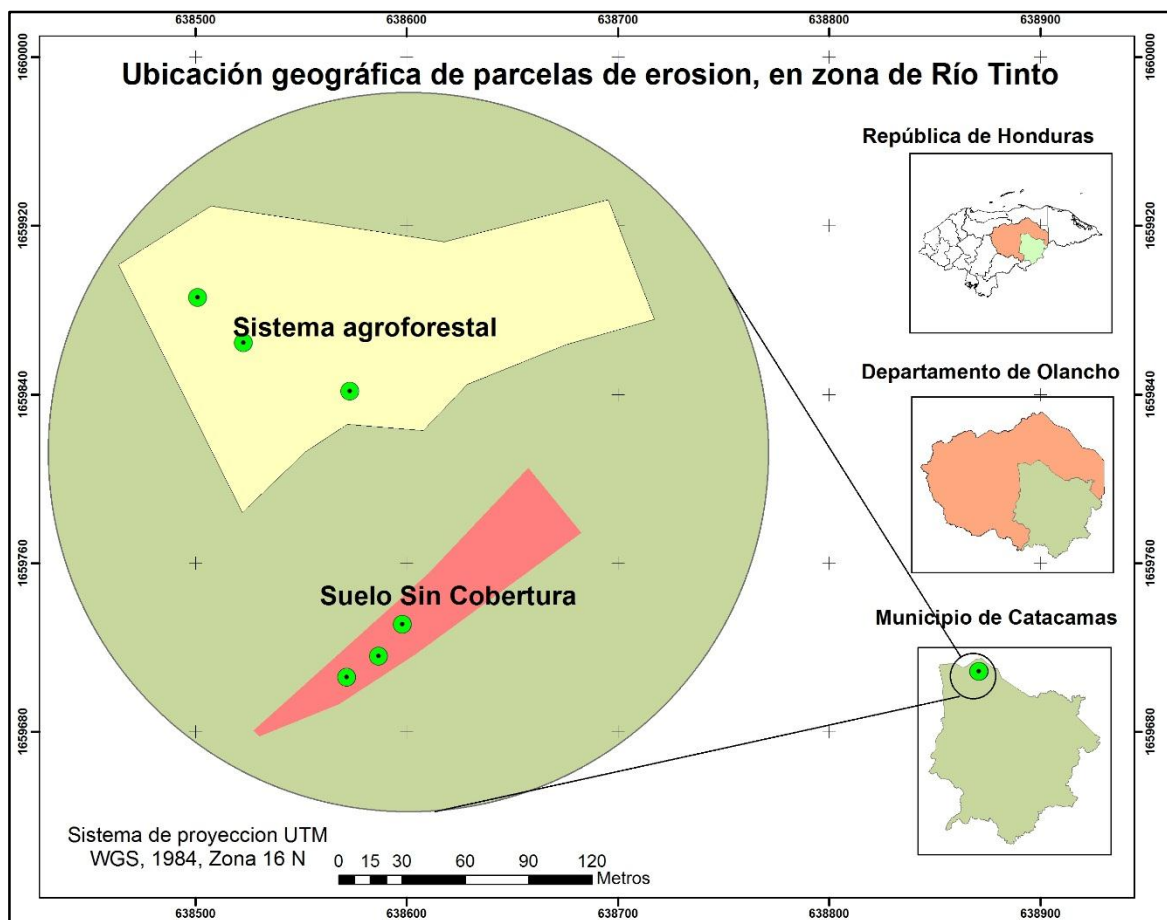 638500 638600 638700 638800 638900
1660000 1660000
Ubicación geográfica de parcelas de erosion, en zona de Río Tinto
República de Honduras
1659920 1659920
Sistema agroforestal
Departamento de Olancho
1659840 1659840
1659760 1659760
Suelo Sin Cobertura
Municipio de Catacamas
1659680 1659680
Sistema de proyeccion UTM
WGS, 1984, Zona 16 N
0 15 30 60 90 120
Metros
638500 638600 638700 638800 638900